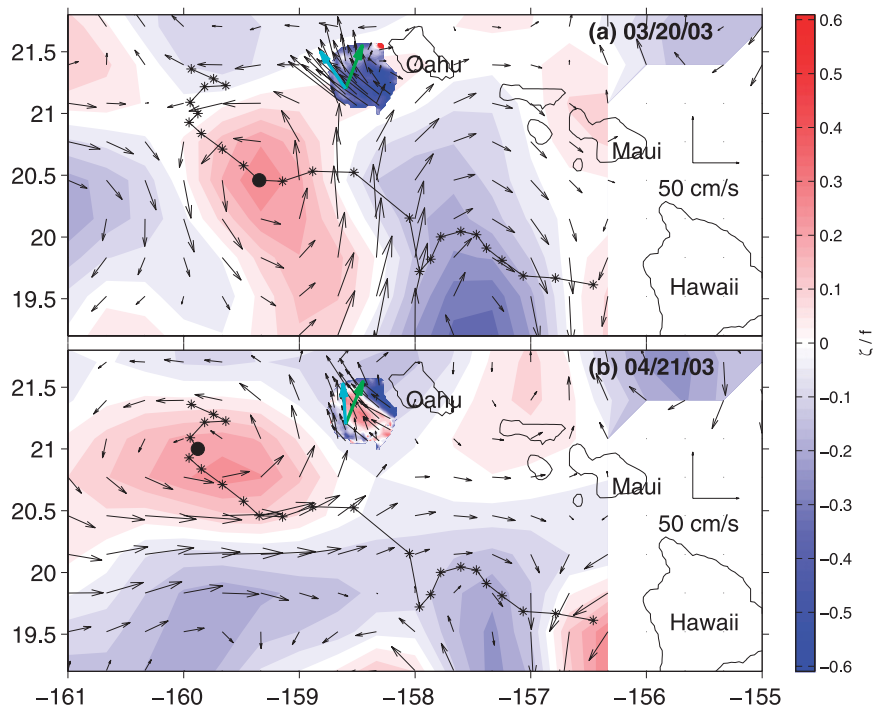 (a) 03/20/03
21.5
21
20.5
20
19.5
Oahu
Maui
50 cm/s
Hawaii
(b) 04/21/03
21.5
21
20.5
20
19.5
Oahu
Maui
50 cm/s
Hawaii
−161
−160
−159
−158
−157
−156
−155
0.6
0.5
0.4
0.3
0.2
0.1
0
−0.1
−0.2
−0.3
−0.4
−0.5
−0.6
ζ / f